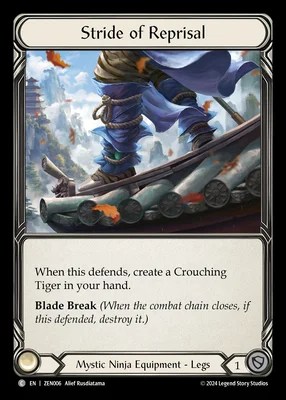 Stride of Reprisal
When this defends, create a Crouching
Tiger in your hand.
Blade Break (When the combat chain closes, if
this defended, destroy it.)
Mystic Ninja Equipment - Legs
1
C EN | ZEN006 Alief Rusdiatama
© 2024 Legend Story Studios